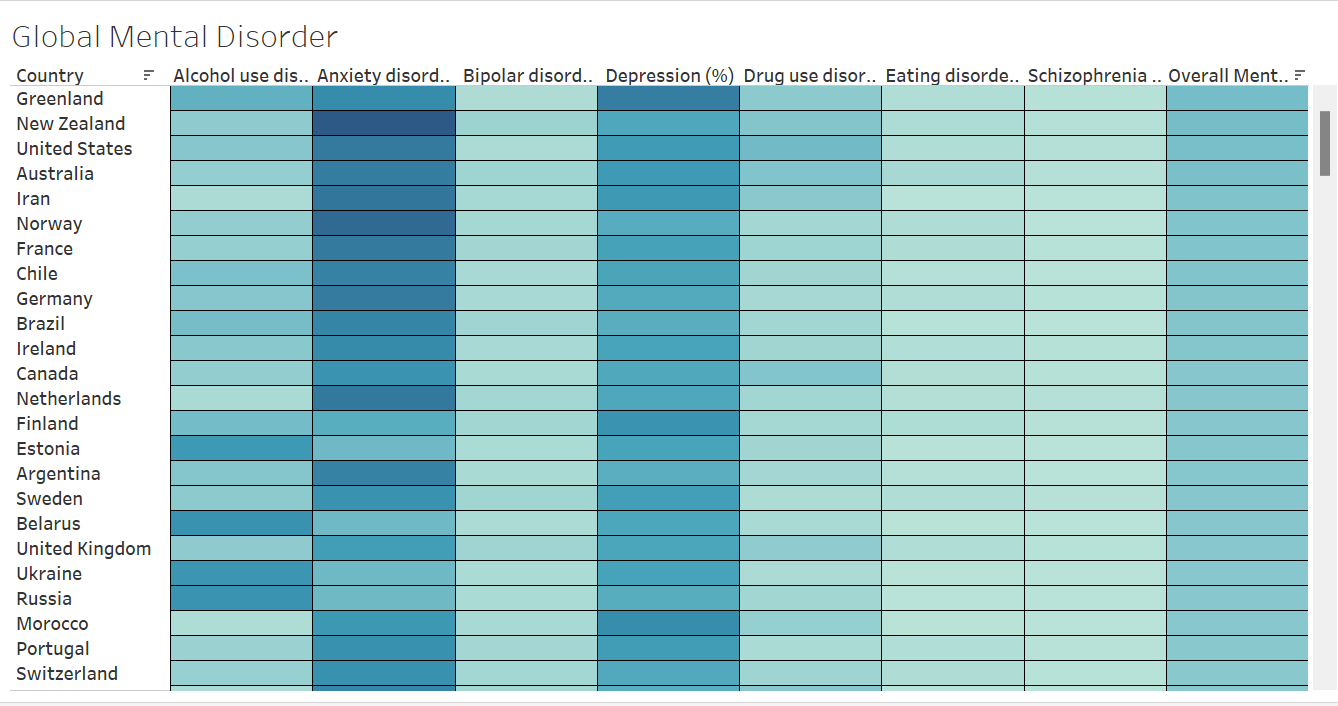 Global Mental Disorder
Country Alcohol use dis.. Anxiety disord.. Bipolar disord.. Depression (%) Drug use disor.. Eating disorde.. Schizophrenia .. Overall Ment..
Greenland
New Zealand
United States
Australia
Iran
Norway
France
Chile
Germany
Brazil
Ireland
Canada
Netherlands
Finland
Estonia
Argentina
Sweden
Belarus
United Kingdom
Ukraine
Russia
Morocco
Portugal
Switzerland